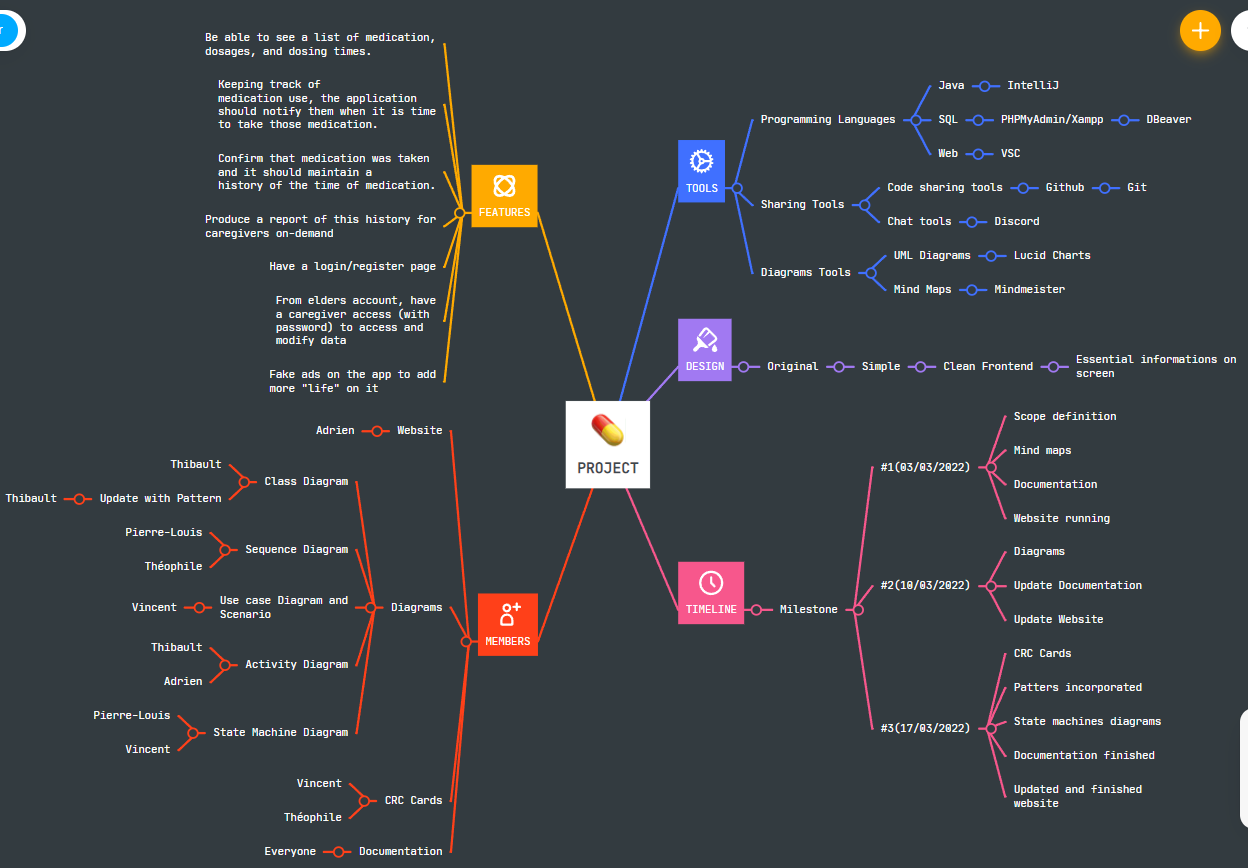 Be able to see a list of medication,
dosages, and dosing times.
Keeping track of
medication use, the application
should notify them when it is time
to take those medication.
Confirm that medication was taken
and it should maintain a
history of the time of medication.
Produce a report of this history for
caregivers on-demand
Have a login/register page
From elders account, have
a caregiver access (with
password) to access and
modify data
Fake ads on the app to add
more "life" on it
FEATURES
TOOLS
Programming Languages
Java
IntelliJ
SQL
PHPMyAdmin/Xampp
DBeaver
Web
VSC
Sharing Tools
Code sharing tools
Github
Git
Chat tools
Discord
Diagrams Tools
UML Diagrams
Lucid Charts
Mind Maps
Mindmeister
DESIGN
Original
Simple
Clean Frontend
Essential informations on
screen
PROJECT
Adrien
Website
Thibault
Class Diagram
Thibault
Update with Pattern
Pierre-Louis
Sequence Diagram
Théophile
Vincent
Use case Diagram and
Scenario
Diagrams
Thibault
Activity Diagram
Adrien
Pierre-Louis
State Machine Diagram
Vincent
Vincent
CRC Cards
Théophile
Everyone
Documentation
MEMBERS
TIMELINE
Milestone
#1(03/03/2022)
Scope definition
Mind maps
Documentation
Website running
#2(10/03/2022)
Diagrams
Update Documentation
Update Website
#3(17/03/2022)
CRC Cards
Patters incorporated
State machines diagrams
Documentation finished
Updated and finished
website